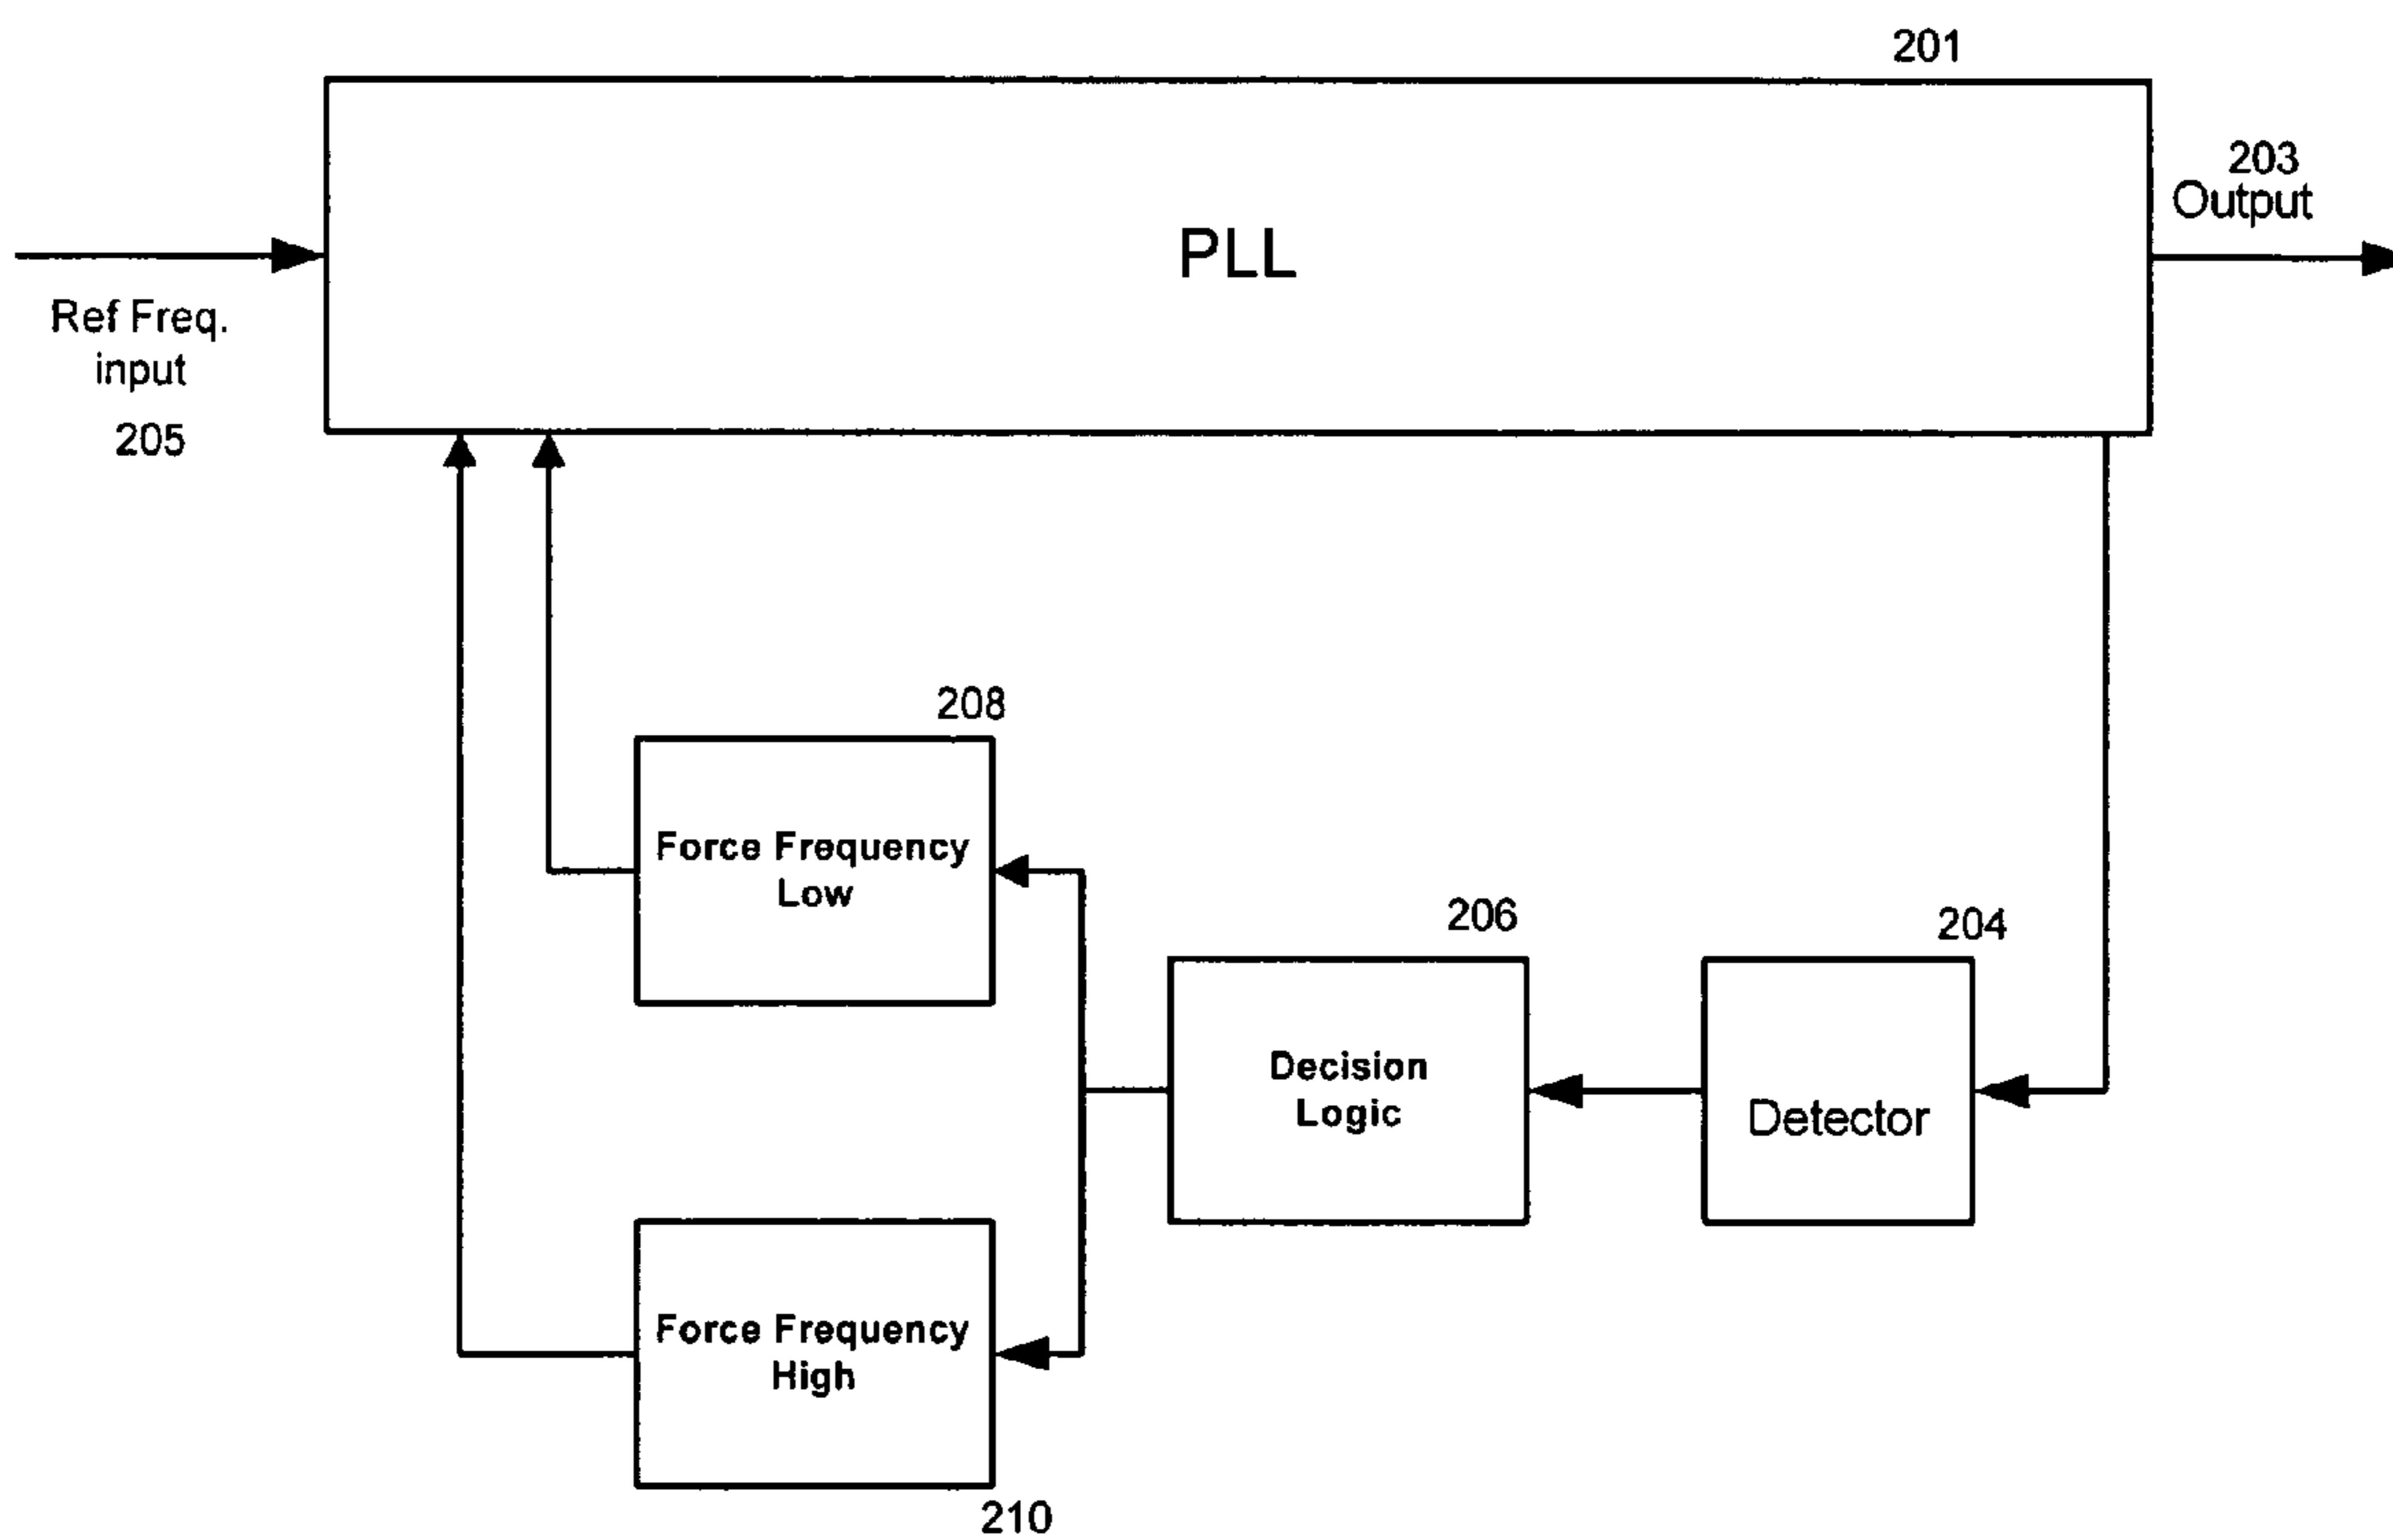 201
203
Output
PLL
Ref Freq.
input
205
208
Force Frequency
Low
206
204
Decision
Logic
Detector
Force Frequency
High
210